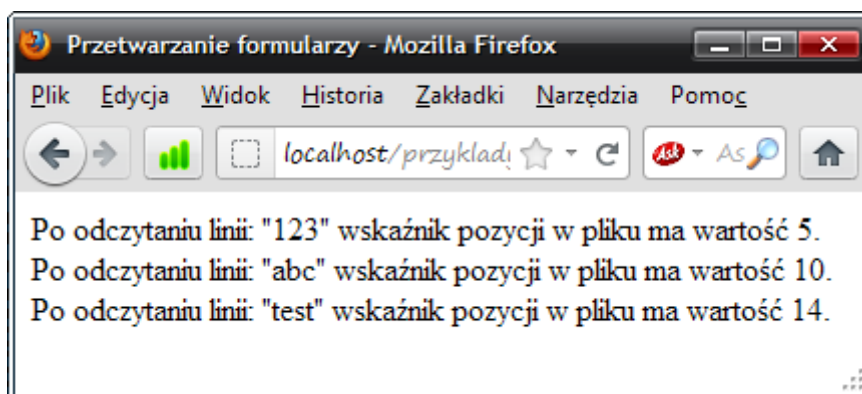 Przetwarzanie formularzy - Mozilla Firefox
Plik Edycja Widok Historia Zakładki Narzędzia Pomoc
localhost/przykłady Ask As
Po odczytaniu linii: "123" wskaźnik pozycji w pliku ma wartość 5.
Po odczytaniu linii: "abc" wskaźnik pozycji w pliku ma wartość 10.
Po odczytaniu linii: "test" wskaźnik pozycji w pliku ma wartość 14.